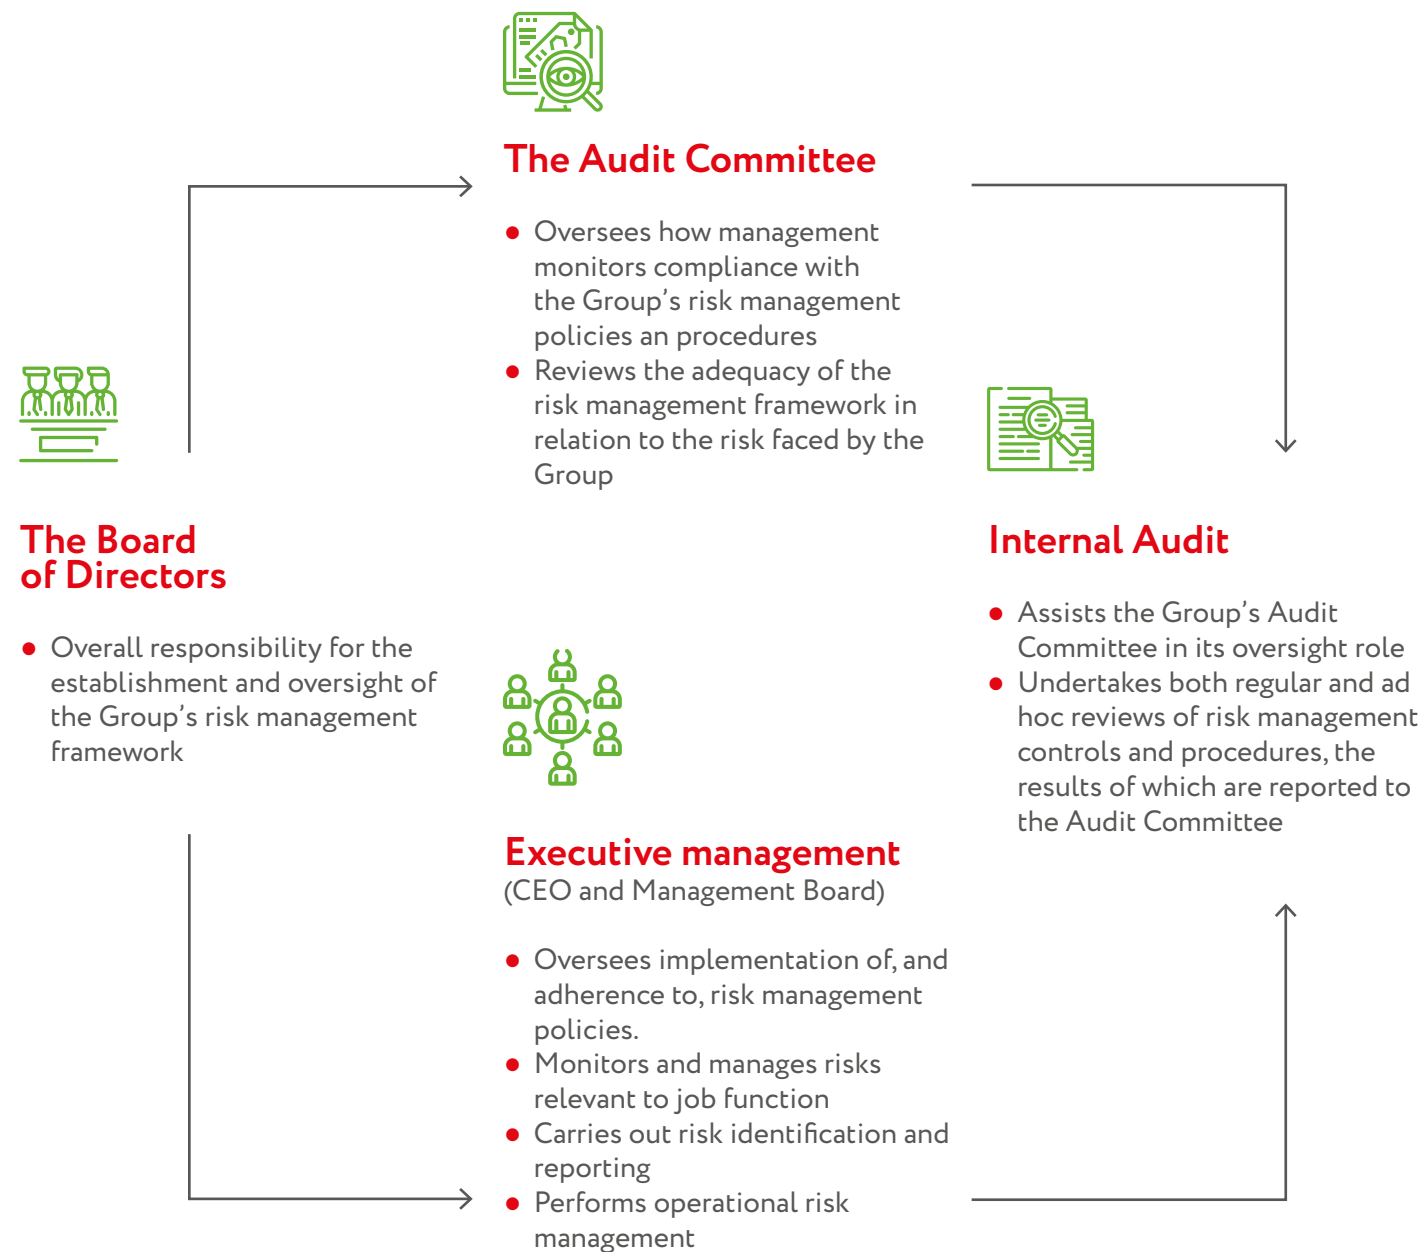 The Audit Committee
● Oversees how management
monitors compliance with
the Group's risk management
policies an procedures
● Reviews the adequacy of the
risk management framework in
relation to the risk faced by the
Group
The Board
of Directors
● Overall responsibility for the
establishment and oversight of
the Group's risk management
framework
Internal Audit
● Assists the Group's Audit
Committee in its oversight role
● Undertakes both regular and ad
hoc reviews of risk management
controls and procedures, the
results of which are reported to
the Audit Committee
Executive management
(CEO and Management Board)
● Oversees implementation of, and
adherence to, risk management
policies.
● Monitors and manages risks
relevant to job function
● Carries out risk identification and
reporting
● Performs operational risk
management